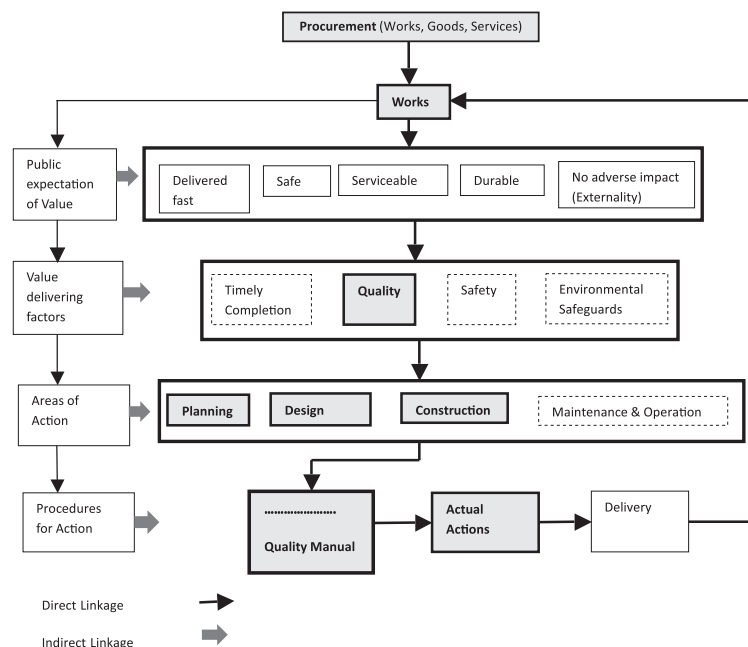 Procurement (Works, Goods, Services)
Works
Public
expectation
of Value
Delivered
fast
Safe
Serviceable
Durable
No adverse impact
(Externality)
Value
delivering
factors
Timely
Completion
Quality
Safety
Environmental
Safeguards
Areas of
Action
Planning
Design
Construction
Maintenance & Operation
Procedures
for Action
......................
Quality Manual
Actual
Actions
Delivery
Direct Linkage
Indirect Linkage